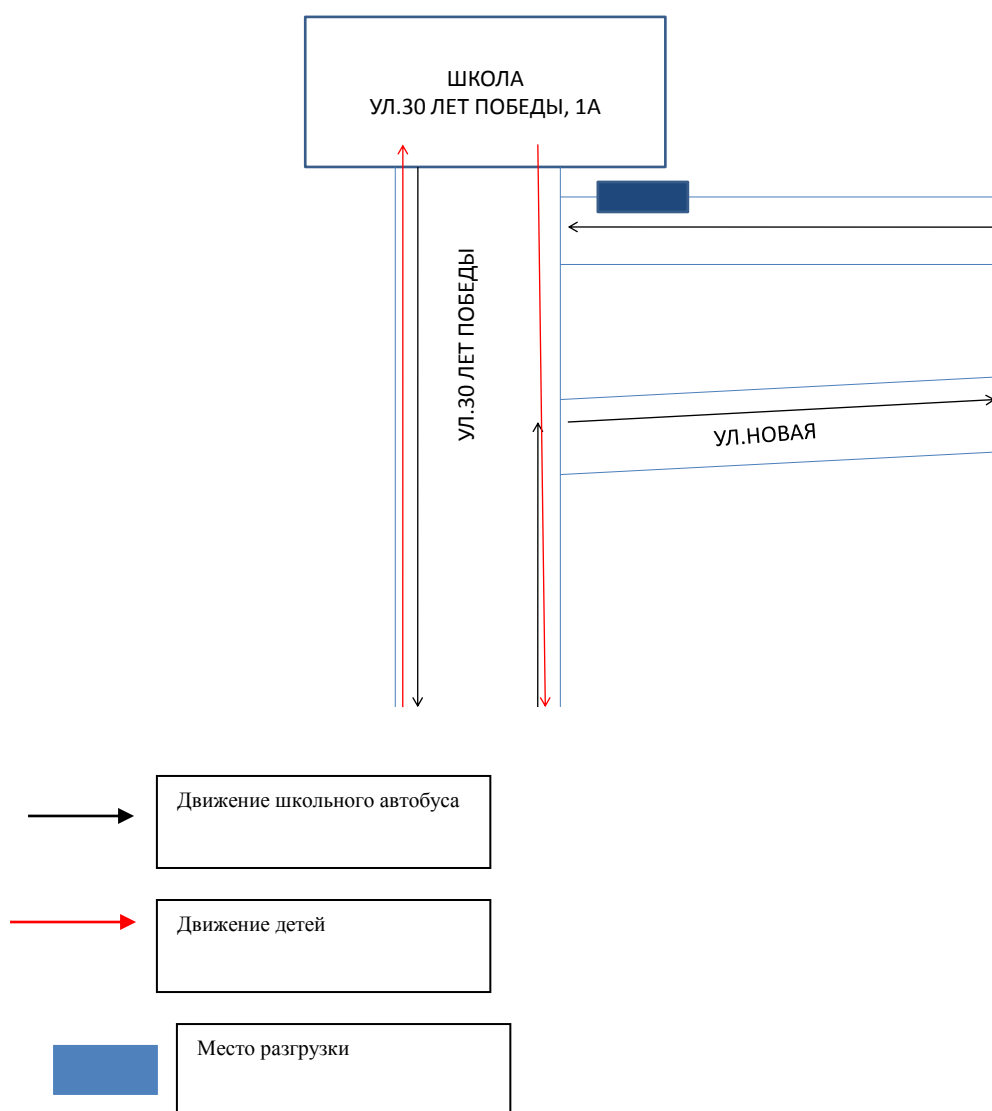 ШКОЛА
УЛ.30 ЛЕТ ПОБЕДЫ, 1А
УЛ.30 ЛЕТ ПОБЕДЫ
УЛ.НОВАЯ
Движение школьного автобуса
Движение детей
Место разгрузки